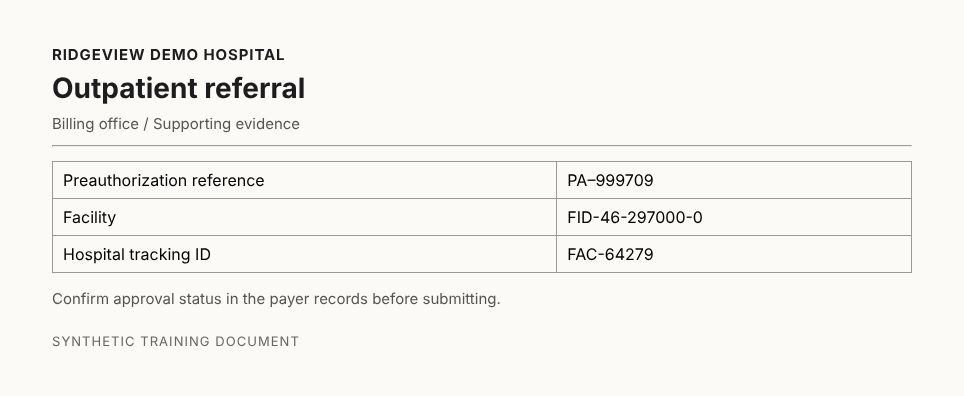 RIDGEVIEW DEMO HOSPITAL
Outpatient referral
Billing office / Supporting evidence
Preauthorization reference PA–999709
Facility FID-46-297000-0
Hospital tracking ID FAC-64279
Confirm approval status in the payer records before submitting.
SYNTHETIC TRAINING DOCUMENT